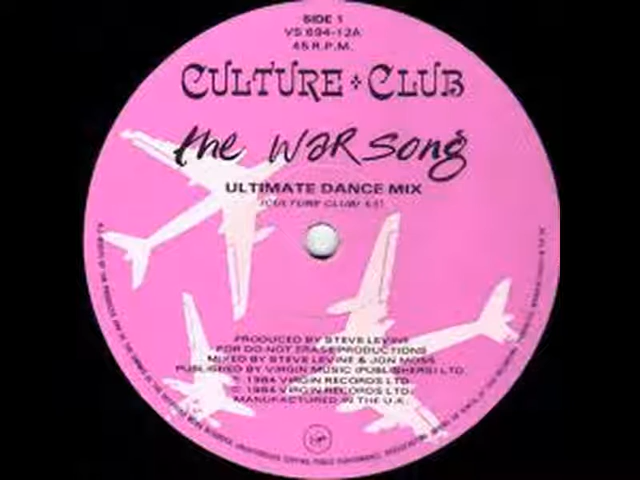 SIDE 1
VS 694-12A
45 R.P.M.
CULTURE CLUB
the war song
ULTIMATE DANCE MIX
(CULTURE CLUB)
PRODUCED BY STEVE LEVINE
FOR DO NOT ERASE PRODUCTIONS
MIXED BY STEVE LEVINE & JON MOSS
PUBLISHED BY VIRGIN MUSIC (PUBLISHERS) LTD.
℗ 1984 VIRGIN RECORDS LTD.
© 1984 VIRGIN RECORDS LTD.
MANUFACTURED IN THE U.K.